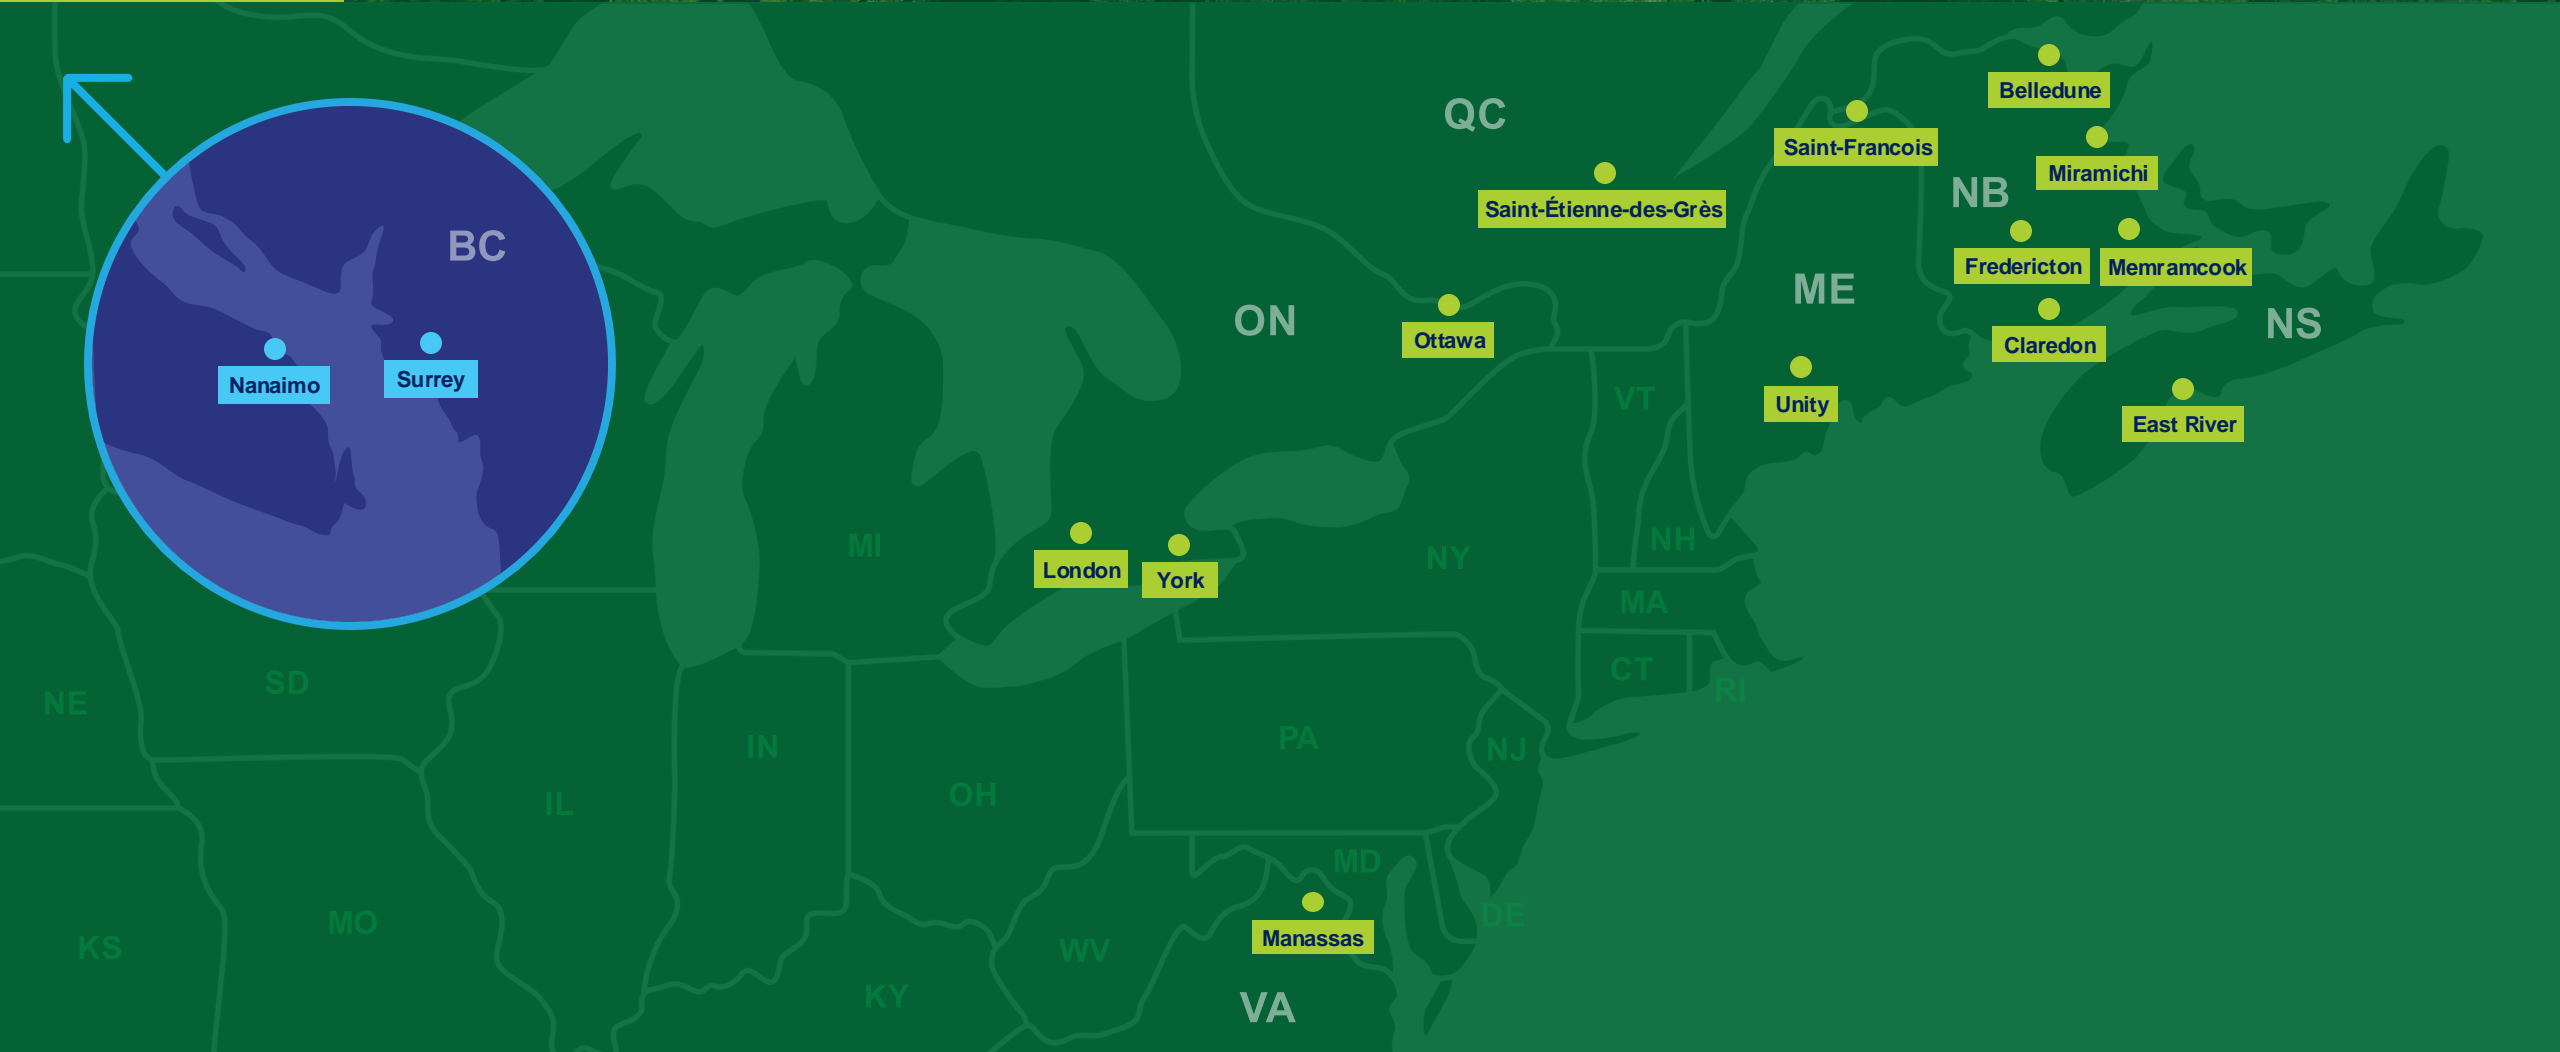 Belledune
QC
Saint-Francois
Miramichi
Saint-Étienne-des-Grès
NB
BC
Fredericton
Memramcook
ME
ON
NS
Ottawa
Claredon
Nanaimo
Surrey
VT
Unity
East River
MI
NH
NY
London
York
MA
SD
CT
NE
RI
IN
PA
NJ
IL
OH
MD
MO
DE
Manassas
KS
WV
KY
VA